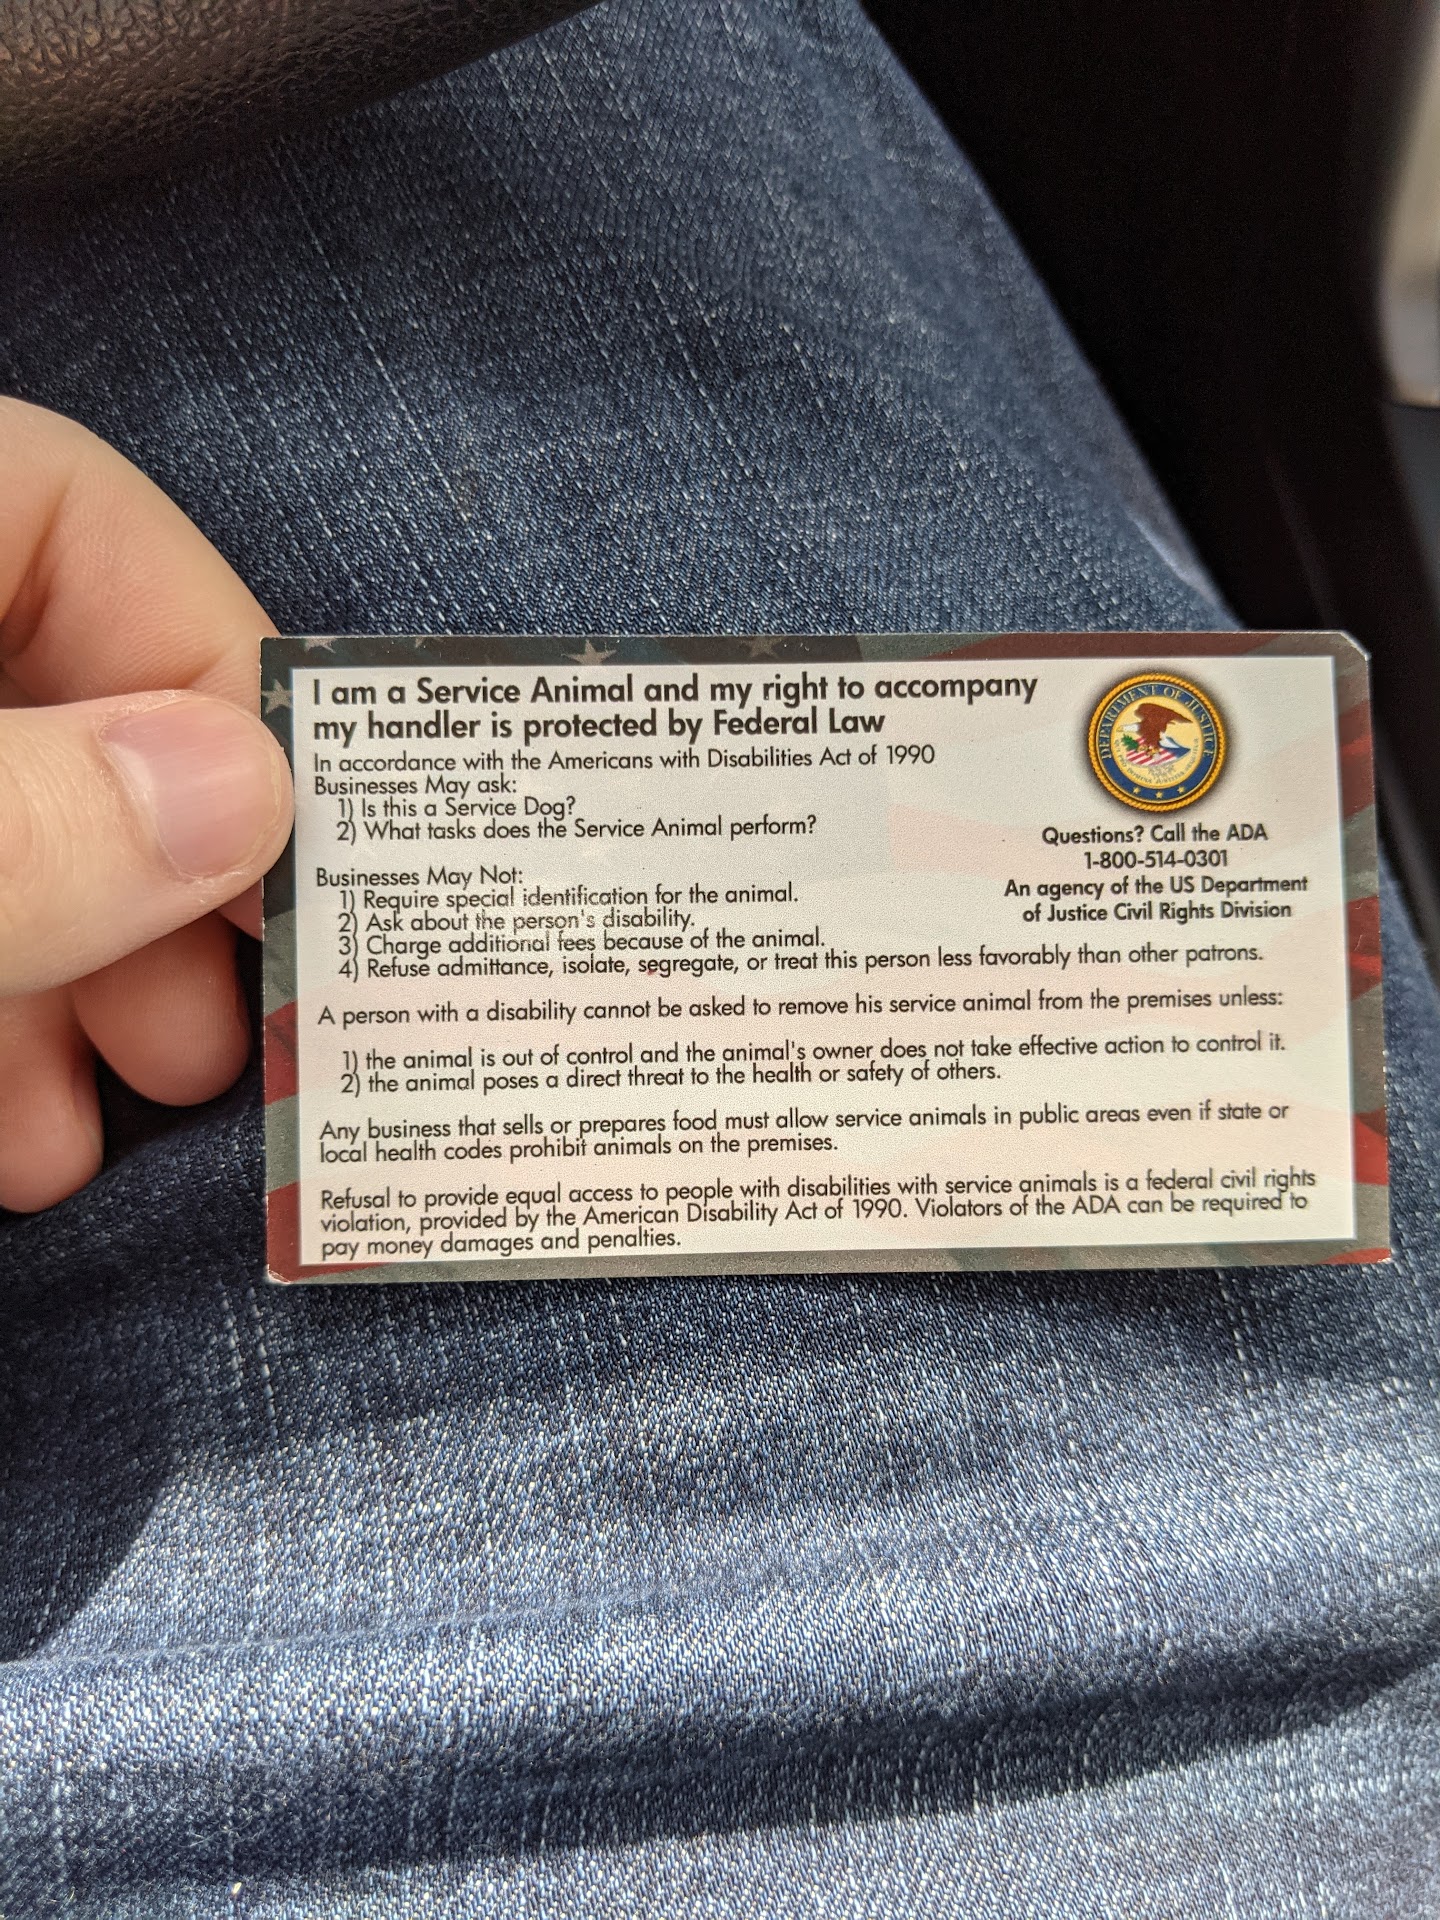 I am a Service Animal and my right to accompany
my handler is protected by Federal Law
In accordance with the Americans with Disabilities Act of 1990
Businesses May ask:
1) Is this a Service Dog?
2) What tasks does the Service Animal perform?
DEPARTMENT OF JUSTICE
Questions? Call the ADA
1-800-514-0301
An agency of the US Department
of Justice Civil Rights Division
Businesses May Not:
1) Require special identification for the animal.
2) Ask about the person's disability.
3) Charge additional fees because of the animal.
4) Refuse admittance, isolate, segregate, or treat this person less favorably than other patrons.
A person with a disability cannot be asked to remove his service animal from the premises unless:
1) the animal is out of control and the animal's owner does not take effective action to control it.
2) the animal poses a direct threat to the health or safety of others.
Any business that sells or prepares food must allow service animals in public areas even if state or
local health codes prohibit animals on the premises.
Refusal to provide equal access to people with disabilities with service animals is a federal civil rights
violation, provided by the American Disability Act of 1990. Violators of the ADA can be required to
pay money damages and penalties.